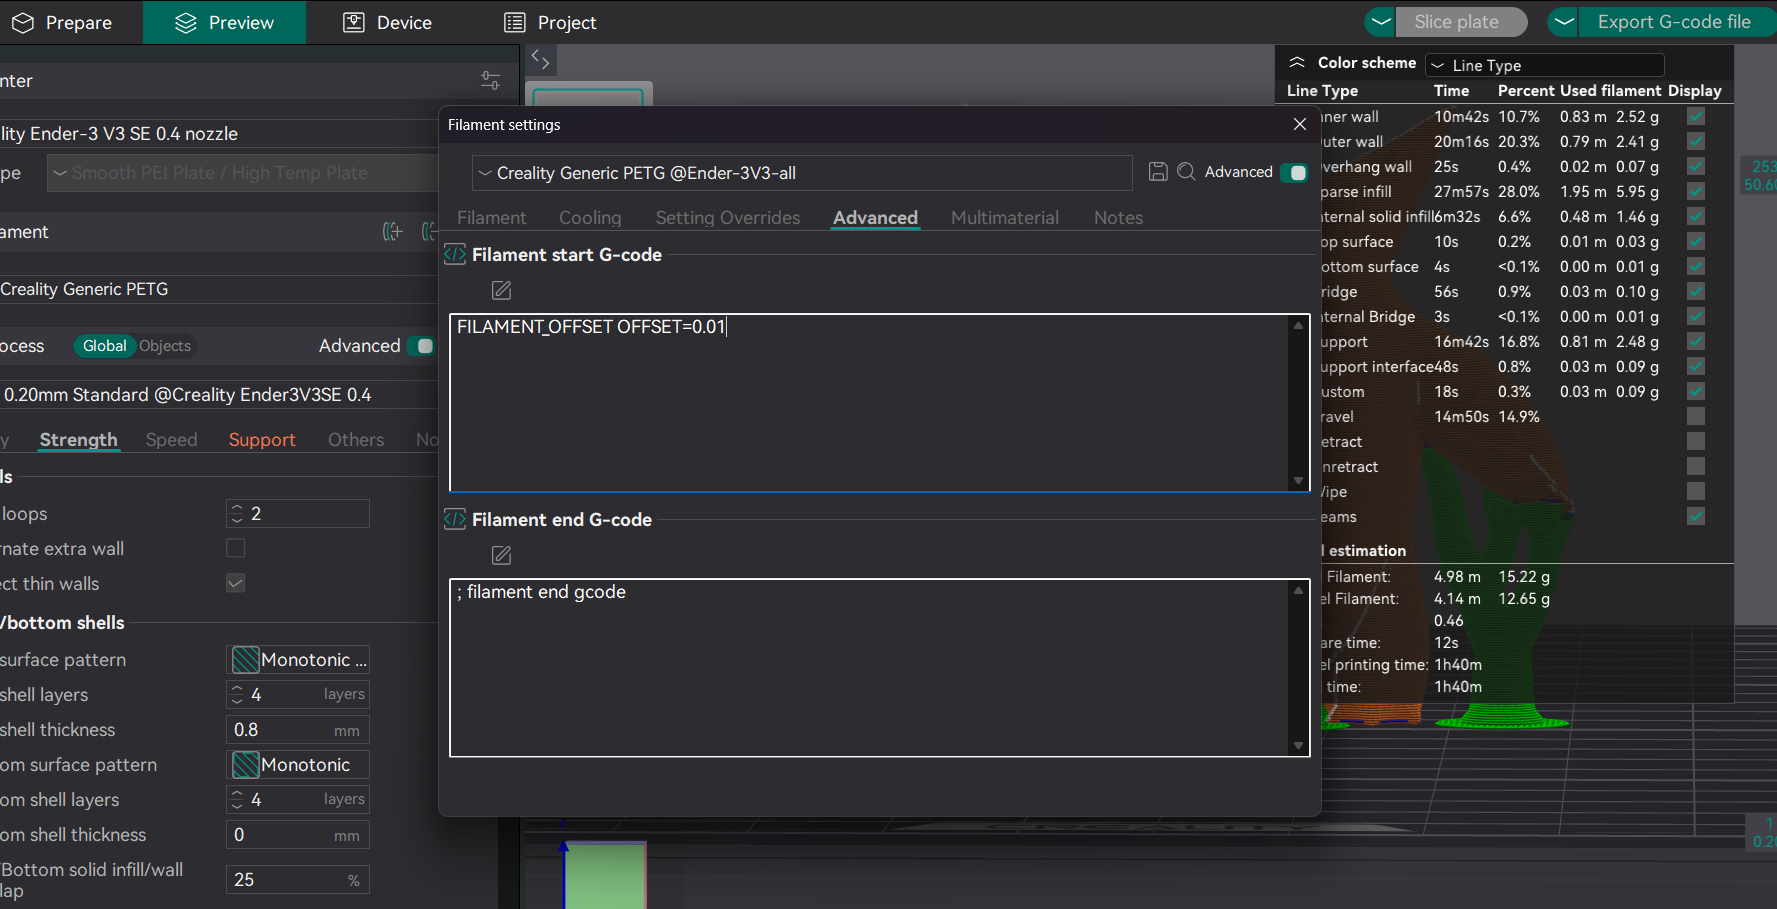 Prepare
Preview
Device
Project
Slice plate
Export G-code file
nter
lity Ender-3 V3 SE 0.4 nozzle
pe
Smooth PEI Plate / High Temp Plate
ament
Creality Generic PETG
ocess
Global
Objects
Advanced
0.20mm Standard @Creality Ender3V3SE 0.4
y
Strength
Speed
Support
Others
No
ls
loops
2
rnate extra wall
ect thin walls
/bottom shells
surface pattern
Monotonic ...
shell layers
4
layers
shell thickness
0.8
mm
om surface pattern
Monotonic
om shell layers
4
layers
om shell thickness
0
mm
/Bottom solid infill/wall
lap
25
%
Filament settings
Creality Generic PETG @Ender-3V3-all
Advanced
Filament
Cooling
Setting Overrides
Advanced
Multimaterial
Notes
Filament start G-code
FILAMENT_OFFSET OFFSET=0.01
Filament end G-code
; filament end gcode
Color scheme
Line Type
Line Type Time Percent Used filament Display
nner wall 10m42s 10.7% 0.83 m 2.52 g
uter wall 20m16s 20.3% 0.79 m 2.41 g
verhang wall 25s 0.4% 0.02 m 0.07 g
parse infill 27m57s 28.0% 1.95 m 5.95 g
nternal solid infill 6m32s 6.6% 0.48 m 1.46 g
op surface 10s 0.2% 0.01 m 0.03 g
ottom surface 4s <0.1% 0.00 m 0.01 g
ridge 56s 0.9% 0.03 m 0.10 g
nternal Bridge 3s <0.1% 0.00 m 0.01 g
upport 16m42s 16.8% 0.81 m 2.48 g
upport interface 48s 0.8% 0.03 m 0.09 g
ustom 18s 0.3% 0.03 m 0.09 g
ravel 14m50s 14.9%
etract
nretract
Vipe
eams
l estimation
Filament: 4.98 m 15.22 g
el Filament: 4.14 m 12.65 g
0.46
are time: 12s
el printing time: 1h40m
time: 1h40m
253
50.60
1
0.20
CREALITY